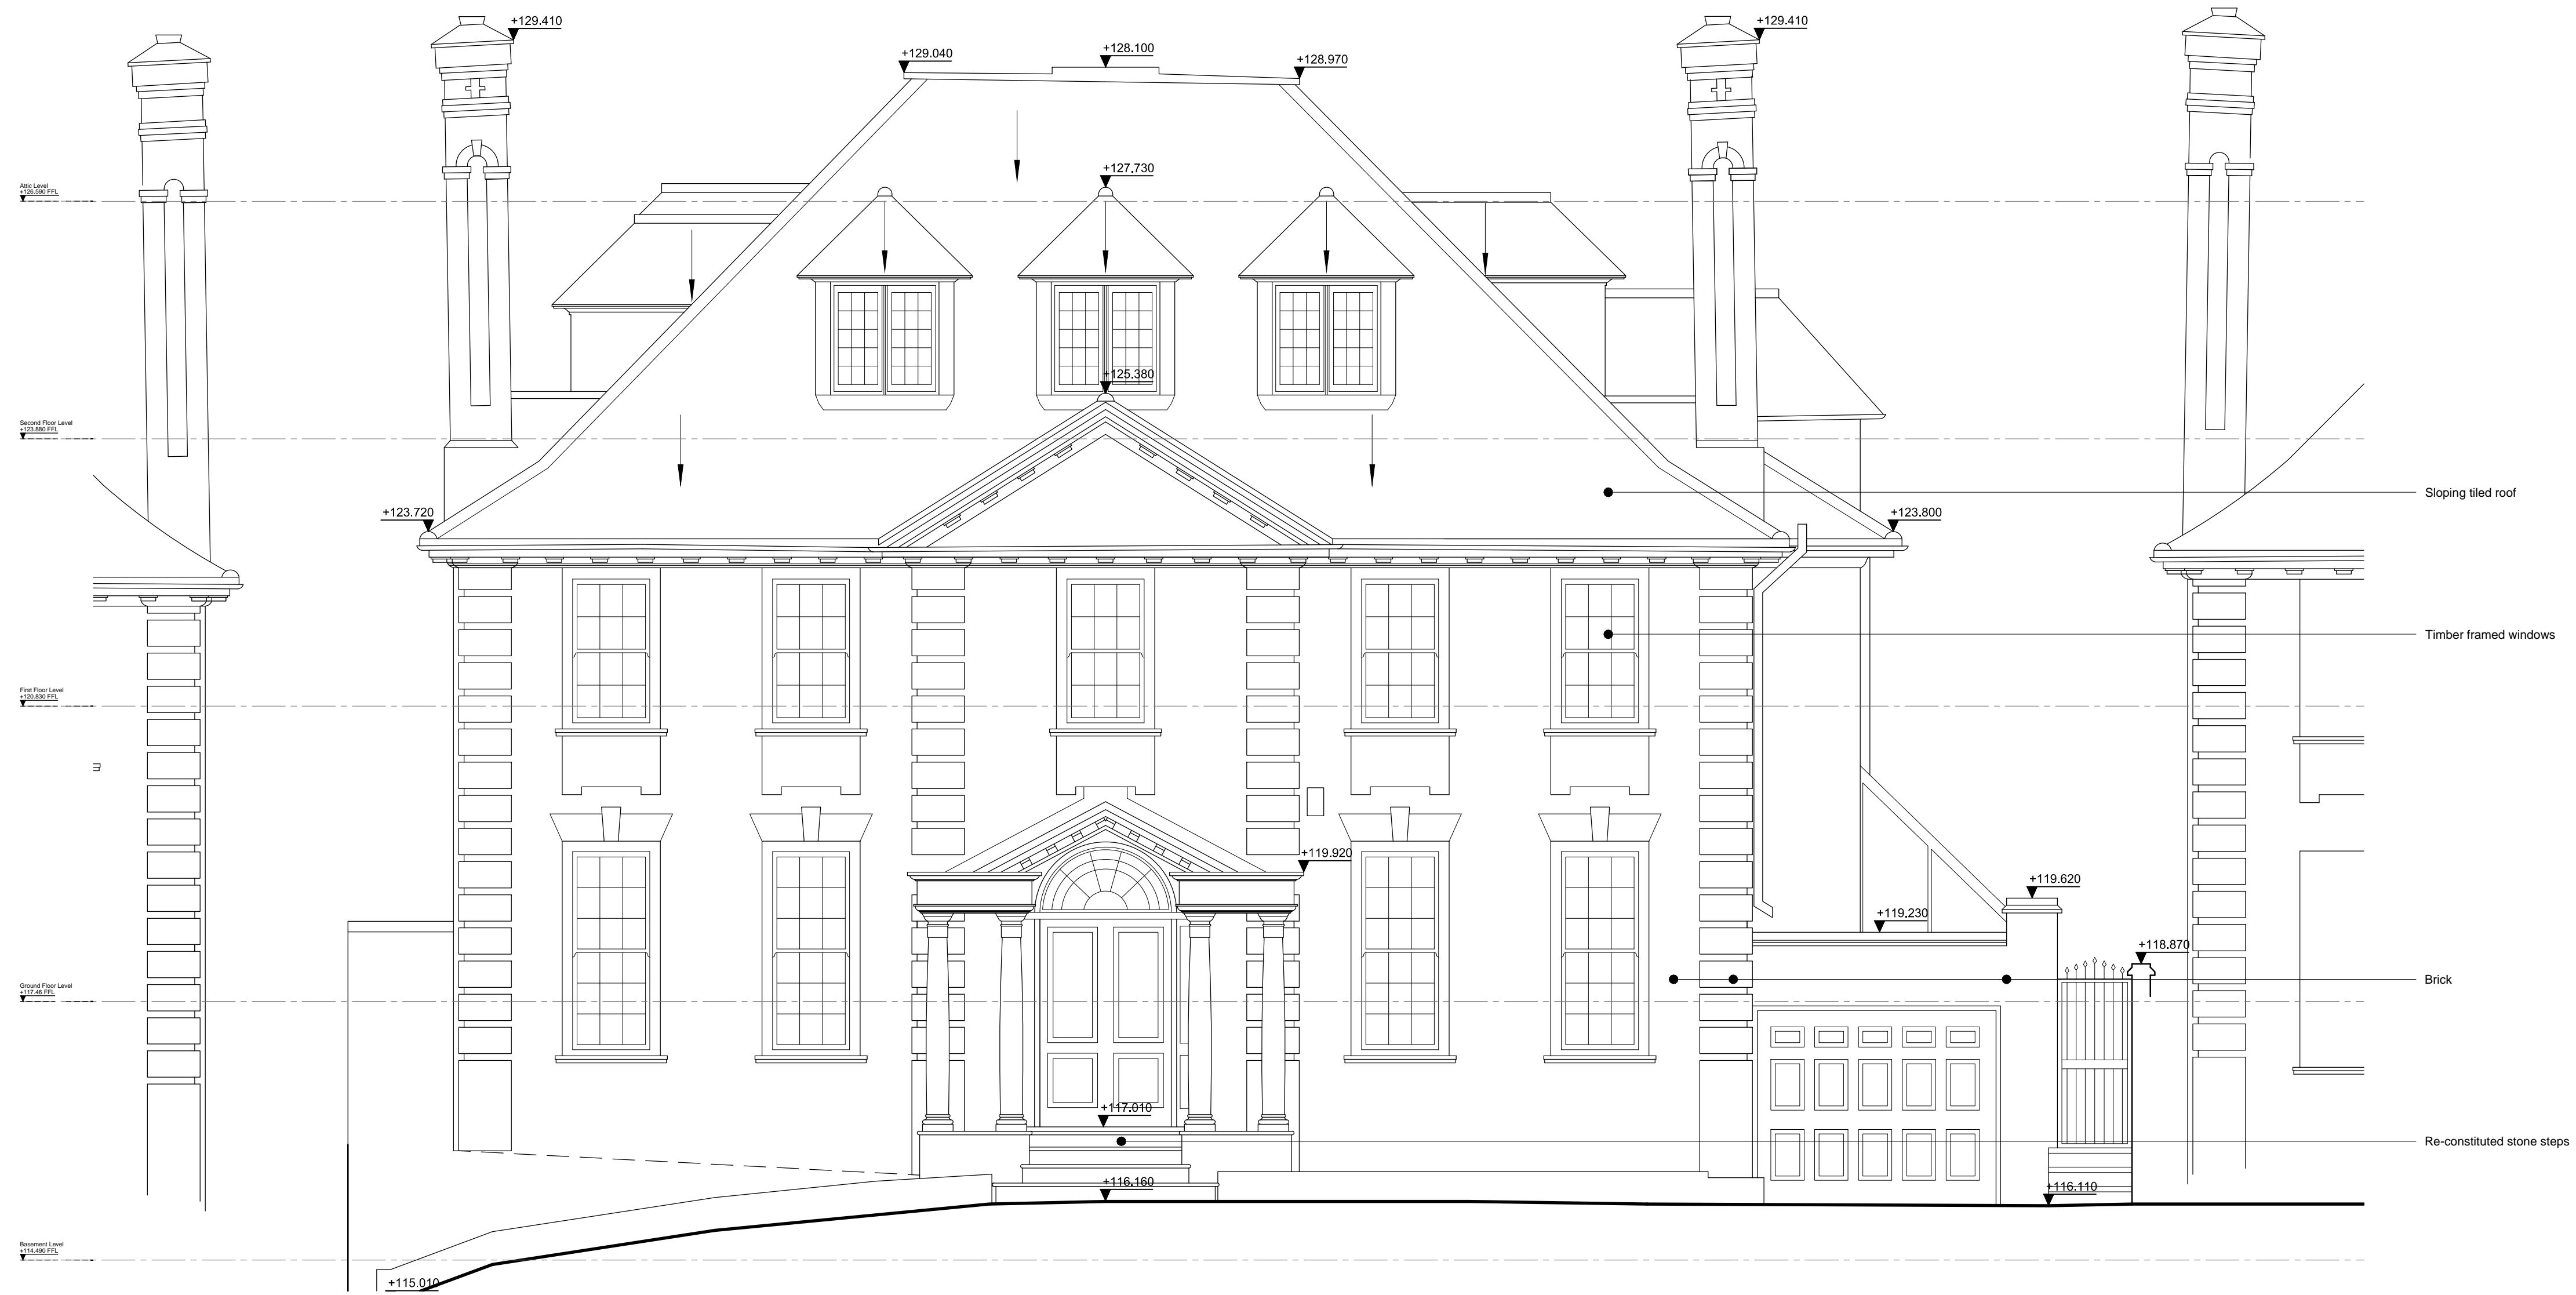 +129.410
+129.410
+129.040
+128.100
+128.970
+127.730
Attic Level
+126.590 FFL
+125.380
Second Floor Level
+123.880 FFL
Sloping tiled roof
+123.720
+123.800
Timber framed windows
First Floor Level
+120.830 FFL
+119.920
+119.620
+119.230
+118.870
Brick
Ground Floor Level
+117.46 FFL
+117.010
Re-constituted stone steps
+116.160
+116.110
Basement Level
+114.490 FFL
+115.010